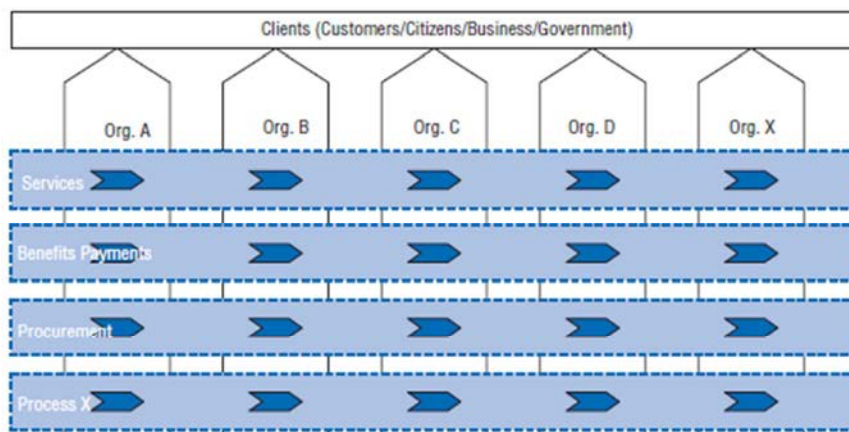 Clients (Customers/Citizens/Business/Government)
Org. A Org. B Org. C Org. D Org. X
Services
Benefits Payments
Procurement
Process X